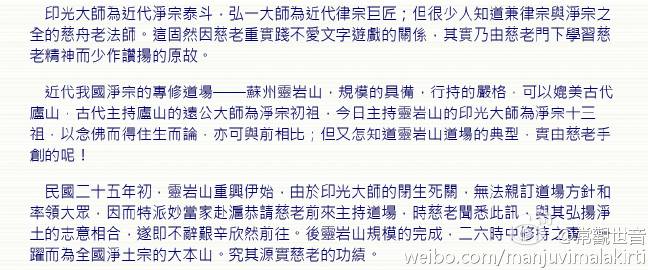 印光大師為近代淨宗泰斗，弘一大師為近代律宗巨匠；但很少人知道兼律宗與淨宗之
全的慈舟老法師。這固然因慈老重實踐不愛文字遊戲的關係，其實乃由慈老門下學習慈
老精神而少作讚揚的原故。
近代我國淨宗的專修道場——蘇州靈岩山，規模的具備，行持的嚴格，可以媲美古代
廬山，古代主持廬山的遠公大師為淨宗初祖，今日主持靈岩山的印光大師為淨宗十三
祖，以念佛而得往生而論，亦可與前相比；但又怎知道靈岩山道場的典型，實由慈老手
創的呢！
民國二十五年初，靈岩山重興伊始，由於印光大師的閉生死關，無法親訂道場方針和
率領大眾，因而特派妙當家赴滬恭請慈老前來主持道場，時慈老聞悉此訊，與其弘揚淨
土的志意相合，遂即不辭艱辛欣然前往。後靈岩山規模的完成，二六時中修持之
躍而為全國淨土宗的大本山。究其源實慈老的功績。
@常觀世音
weibo.com/manjuvimalakirti